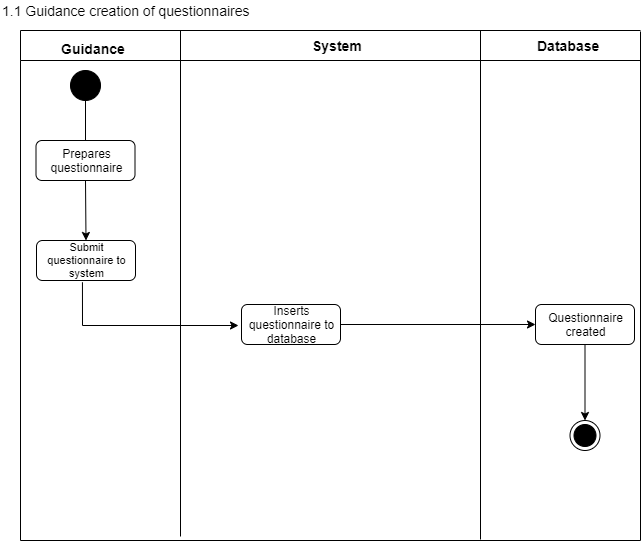 1.1 Guidance creation of questionnaires
Guidance
System
Database
Prepares
questionnaire
Submit
questionnaire to
system
Inserts
questionnaire to
database
Questionnaire
created